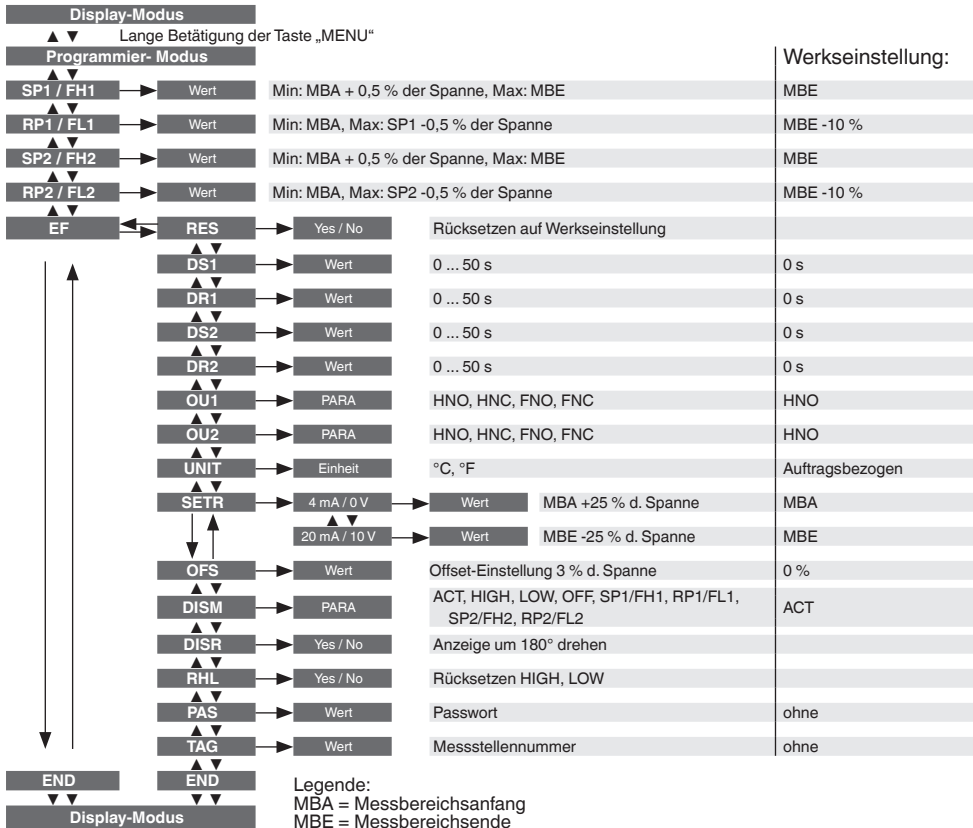 Display-Modus
▲ ▼ Lange Betätigung der Taste „MENU“
Programmier- Modus Werkseinstellung:
▲ ▼
SP1 / FH1 Wert Min: MBA + 0,5 % der Spanne, Max: MBE MBE
▲ ▼
RP1 / FL1 Wert Min: MBA, Max: SP1 -0,5 % der Spanne MBE -10 %
▲ ▼
SP2 / FH2 Wert Min: MBA + 0,5 % der Spanne, Max: MBE MBE
▲ ▼
RP2 / FL2 Wert Min: MBA, Max: SP2 -0,5 % der Spanne MBE -10 %
▲ ▼
EF RES Yes / No Rücksetzen auf Werkseinstellung
▲ ▼
DS1 Wert 0 ... 50 s 0 s
▲ ▼
DR1 Wert 0 ... 50 s 0 s
▲ ▼
DS2 Wert 0 ... 50 s 0 s
▲ ▼
DR2 Wert 0 ... 50 s 0 s
▲ ▼
OU1 PARA HNO, HNC, FNO, FNC HNO
▲ ▼
OU2 PARA HNO, HNC, FNO, FNC HNO
▲ ▼
UNIT Einheit °C, °F Auftragsbezogen
▲ ▼
SETR 4 mA / 0 V Wert MBA +25 % d. Spanne MBA
▲ ▼
20 mA / 10 V Wert MBE -25 % d. Spanne MBE
OFS Wert Offset-Einstellung 3 % d. Spanne 0 %
▲ ▼
DISM PARA ACT, HIGH, LOW, OFF, SP1/FH1, RP1/FL1, ACT
SP2/FH2, RP2/FL2
▲ ▼
DISR Yes / No Anzeige um 180° drehen
▲ ▼
RHL Yes / No Rücksetzen HIGH, LOW
▲ ▼
PAS Wert Passwort ohne
▲ ▼
TAG Wert Messstellennummer ohne
▲ ▼
END END Legende:
▼ ▼ ▼ ▼ MBA = Messbereichsanfang
Display-Modus MBE = Messbereichsende